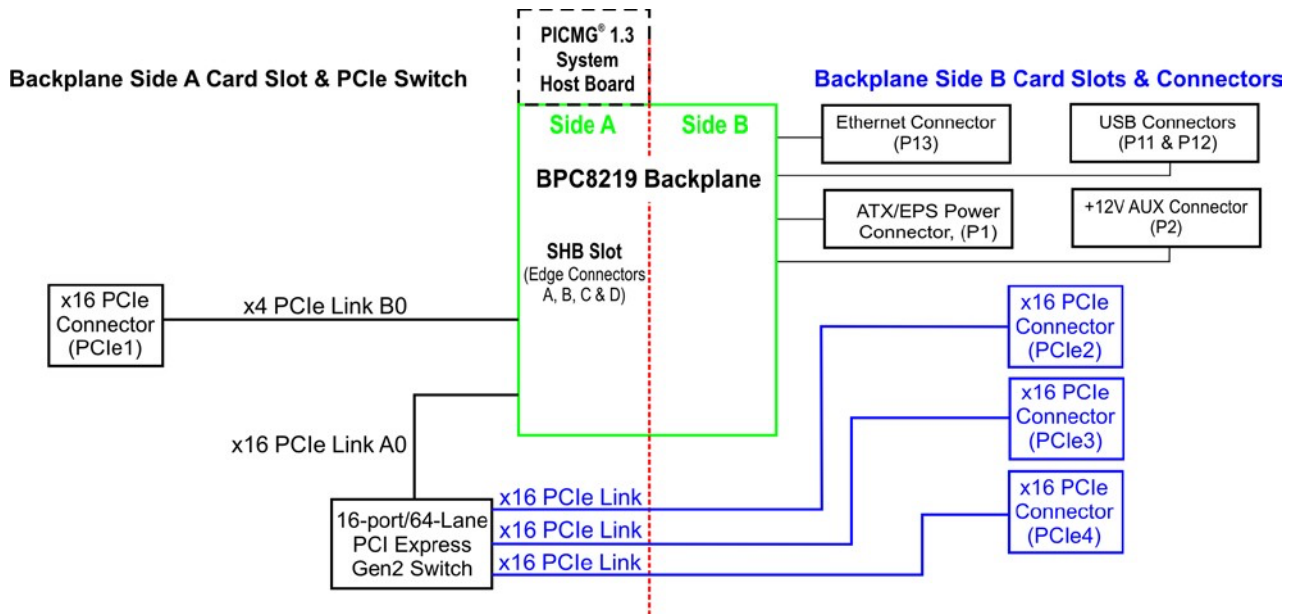 PICMG® 1.3
System
Host Board
Backplane Side A Card Slot & PCIe Switch
Backplane Side B Card Slots & Connectors
Side A
Side B
BPC8219 Backplane
SHB Slot
(Edge Connectors
A, B, C & D)
Ethernet Connector
(P13)
USB Connectors
(P11 & P12)
ATX/EPS Power
Connector, (P1)
+12V AUX Connector
(P2)
x16 PCIe
Connector
(PCIe1)
x4 PCIe Link B0
x16 PCIe Link A0
16-port/64-Lane
PCI Express
Gen2 Switch
x16 PCIe Link
x16 PCIe Link
x16 PCIe Link
x16 PCIe
Connector
(PCIe2)
x16 PCIe
Connector
(PCIe3)
x16 PCIe
Connector
(PCIe4)